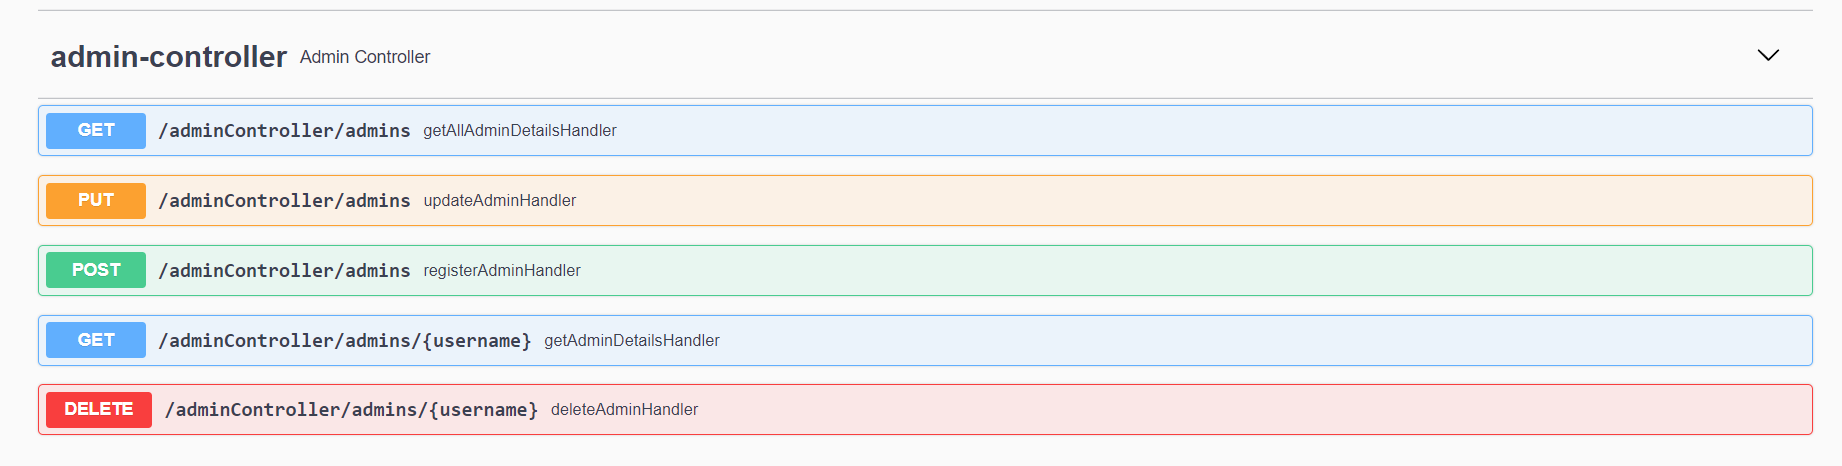 admin-controller Admin Controller
GET /adminController/admins getAllAdminDetailsHandler
PUT /adminController/admins updateAdminHandler
POST /adminController/admins registerAdminHandler
GET /adminController/admins/{username} getAdminDetailsHandler
DELETE /adminController/admins/{username} deleteAdminHandler